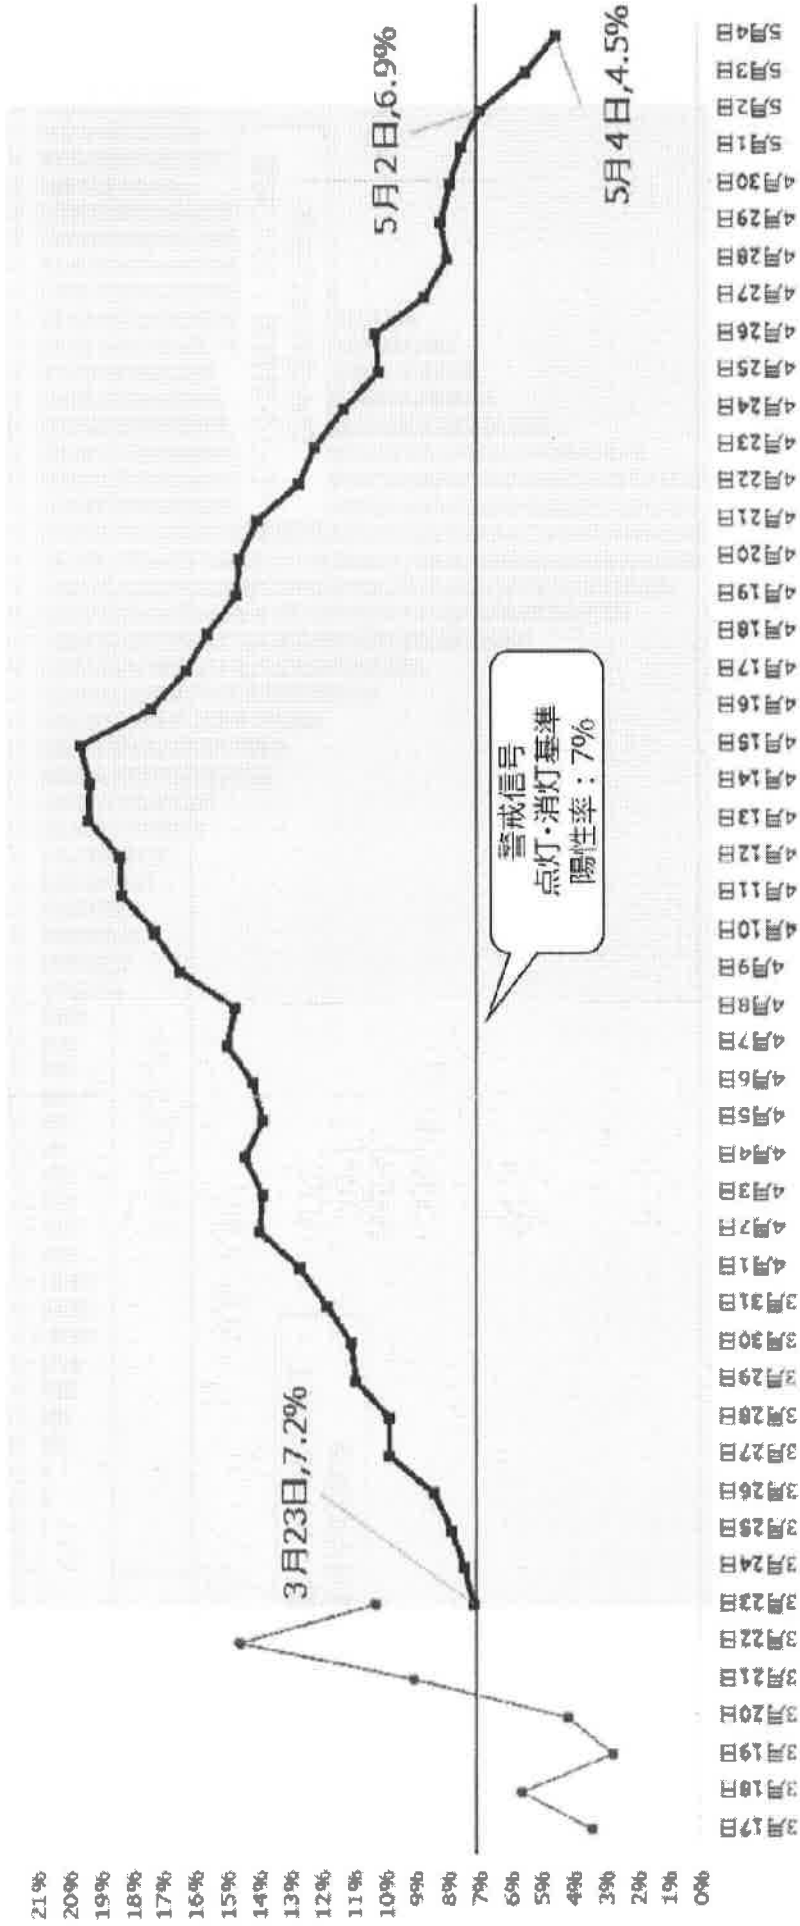 21%
20%
19%
18%
17%
16%
15%
14%
13%
12%
11%
10%
9%
8%
7%
6%
5%
4%
3%
2%
1%
0%
3月23日,7.2%
5月2日,6.9%
5月4日,4.5%
警戒信号
点灯・消灯基準
陽性率:7%
3月17日
3月18日
3月19日
3月20日
3月21日
3月22日
3月23日
3月24日
3月25日
3月26日
3月27日
3月28日
3月29日
3月30日
3月31日
4月1日
4月2日
4月3日
4月4日
4月5日
4月6日
4月7日
4月8日
4月9日
4月10日
4月11日
4月12日
4月13日
4月14日
4月15日
4月16日
4月17日
4月18日
4月19日
4月20日
4月21日
4月22日
4月23日
4月24日
4月25日
4月26日
4月27日
4月28日
4月29日
4月30日
5月1日
5月2日
5月3日
5月4日